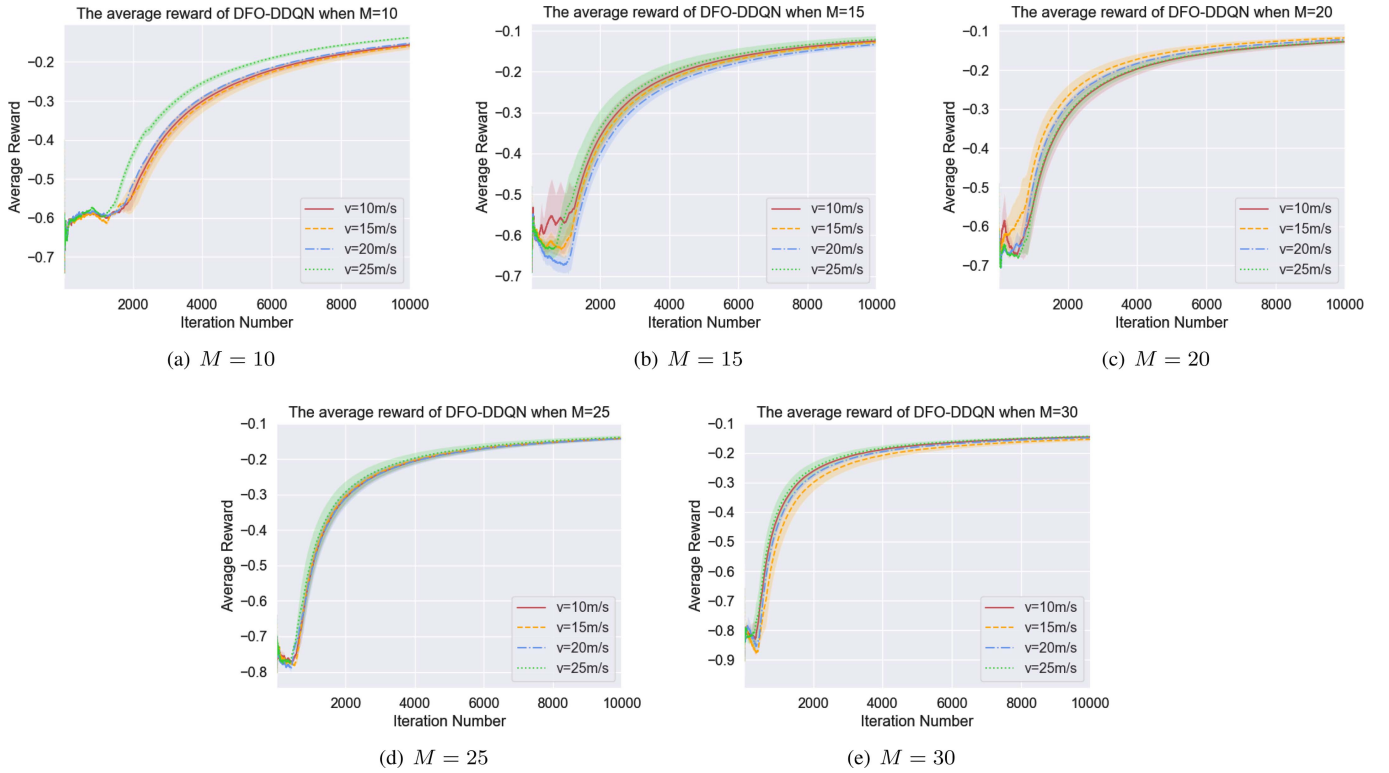 The average reward of DFO-DDQN when M=10
Average Reward
−0.2
−0.3
−0.4
−0.5
−0.6
−0.7
2000 4000 6000 8000 10000
Iteration Number
v=10m/s
v=15m/s
v=20m/s
v=25m/s
(a) M = 10
The average reward of DFO-DDQN when M=15
Average Reward
−0.1
−0.2
−0.3
−0.4
−0.5
−0.6
−0.7
2000 4000 6000 8000 10000
Iteration Number
v=10m/s
v=15m/s
v=20m/s
v=25m/s
(b) M = 15
The average reward of DFO-DDQN when M=20
Average Reward
−0.1
−0.2
−0.3
−0.4
−0.5
−0.6
−0.7
2000 4000 6000 8000 10000
Iteration Number
v=10m/s
v=15m/s
v=20m/s
v=25m/s
(c) M = 20
The average reward of DFO-DDQN when M=25
Average Reward
−0.1
−0.2
−0.3
−0.4
−0.5
−0.6
−0.7
−0.8
2000 4000 6000 8000 10000
Iteration Number
v=10m/s
v=15m/s
v=20m/s
v=25m/s
(d) M = 25
The average reward of DFO-DDQN when M=30
Average Reward
−0.1
−0.2
−0.3
−0.4
−0.5
−0.6
−0.7
−0.8
−0.9
2000 4000 6000 8000 10000
Iteration Number
v=10m/s
v=15m/s
v=20m/s
v=25m/s
(e) M = 30